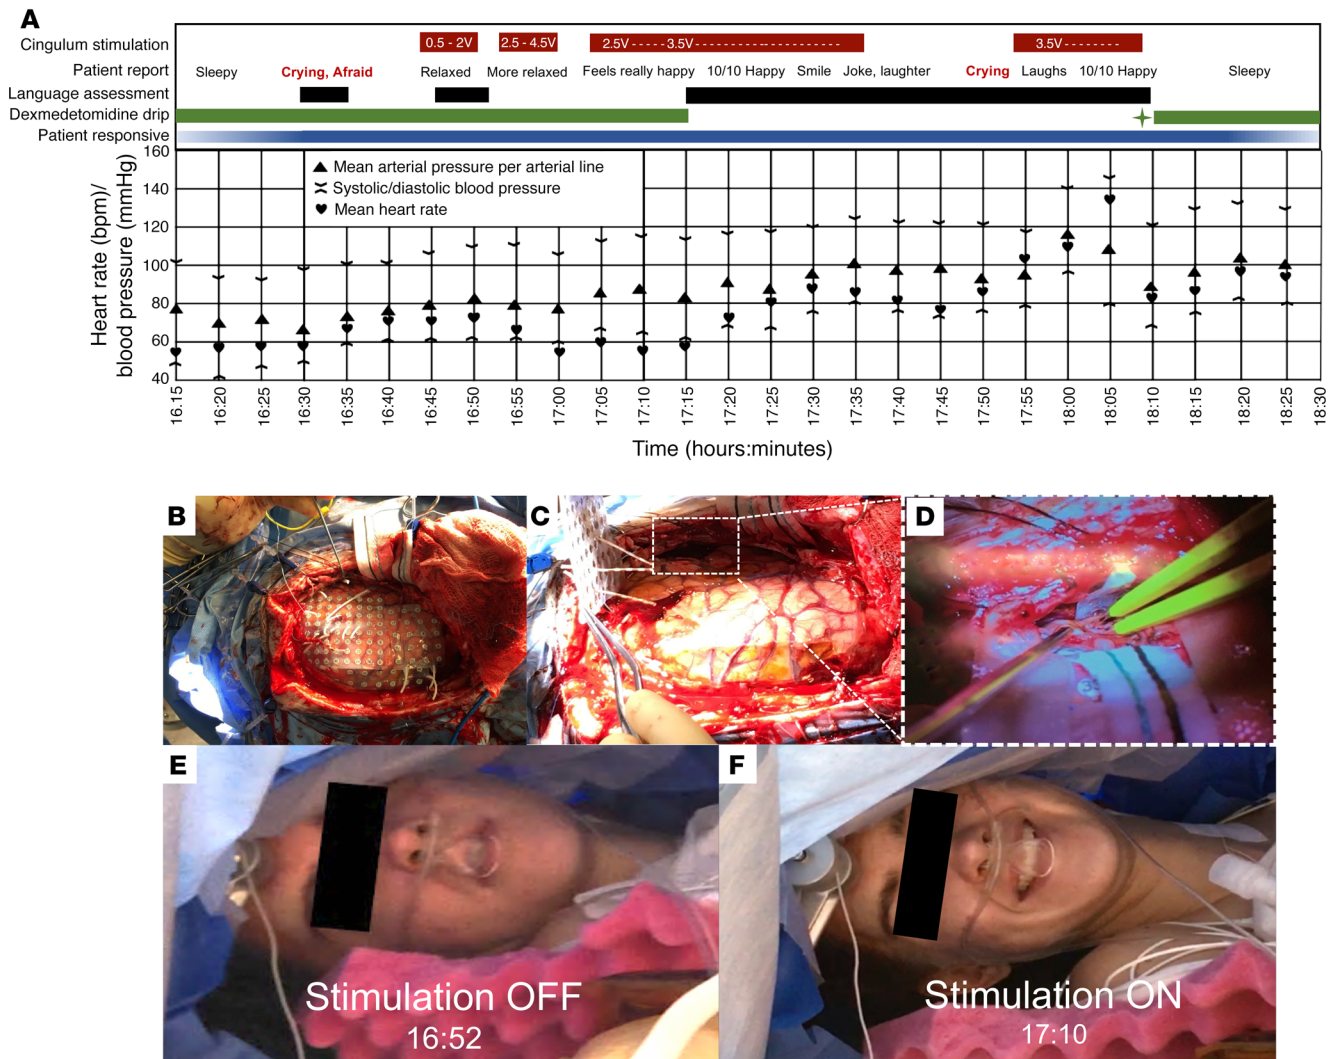 A
Cingulum stimulation 0.5 - 2V 2.5 - 4.5V 2.5V - - - - - 3.5V - - - - - - - - - - - - - - - - - - - - - - 3.5V - - - - - - - -
Patient report Sleepy Crying, Afraid Relaxed More relaxed Feels really happy 10/10 Happy Smile Joke, laughter Crying Laughs 10/10 Happy Sleepy
Language assessment
Dexmedetomidine drip
Patient responsive
Heart rate (bpm)/
blood pressure (mmHg)
160
140
120
100
80
60
40
Mean arterial pressure per arterial line
Systolic/diastolic blood pressure
Mean heart rate
16.15 16:20 16:25 16:30 16:35 16:40 16:45 16:50 16:55 17:00 17:05 17:10 17:15 17:20 17:25 17:30 17:35 17:40 17:45 17:50 17:55 18:00 18:05 18:10 18:15 18:20 18:25 18:30
Time (hours:minutes)
B
C
D
E
Stimulation OFF
16:52
F
Stimulation ON
17:10